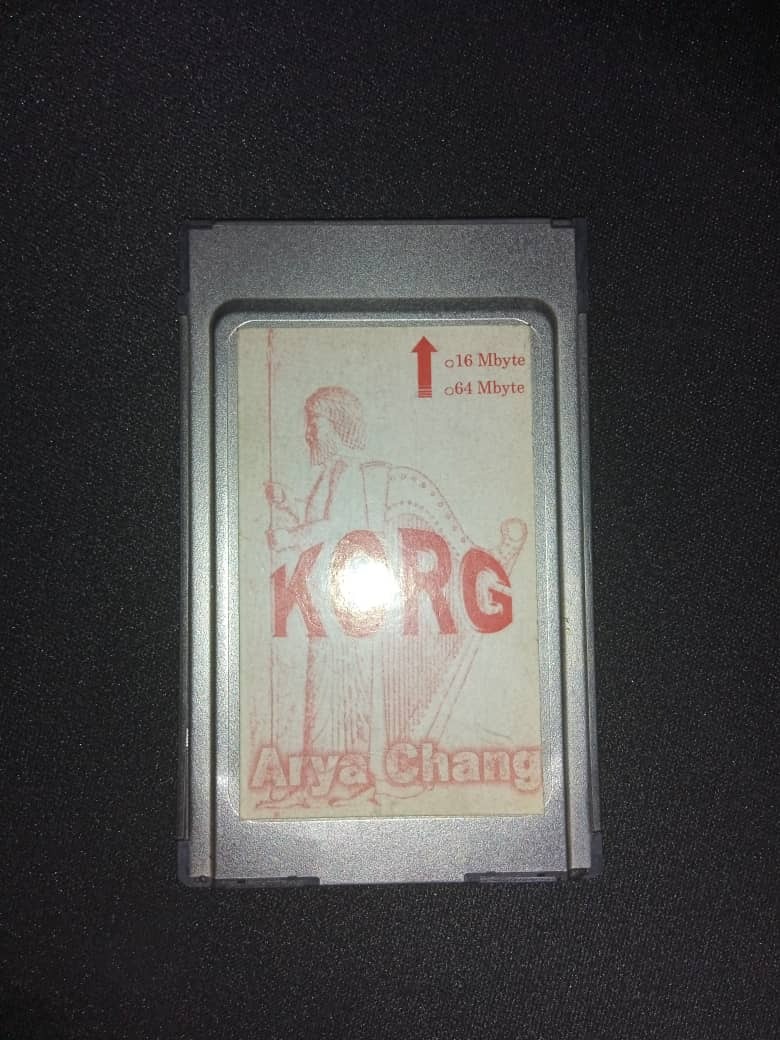 16 Mbyte
64 Mbyte
KORG
Arya Chang